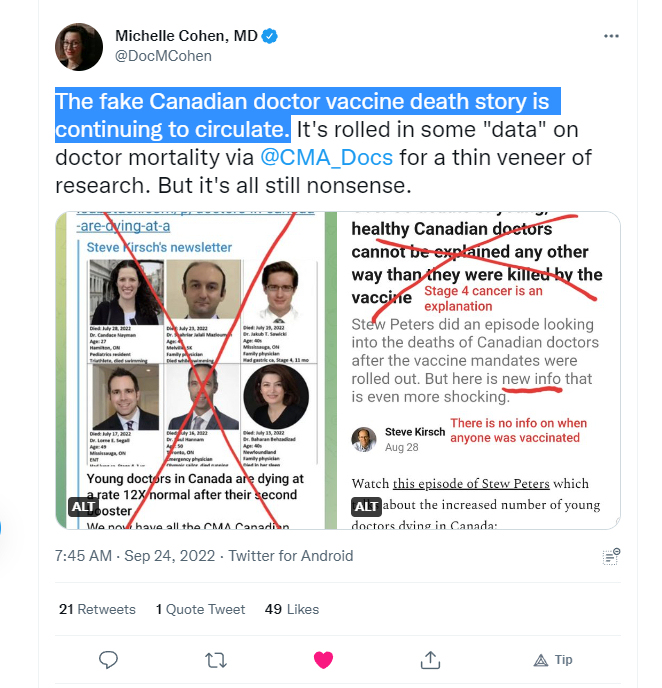 Michelle Cohen, MD
@DocMCohen
The fake Canadian doctor vaccine death story is
continuing to circulate. It's rolled in some "data" on
doctor mortality via @CMA_Docs for a thin veneer of
research. But it's all still nonsense.
-are-dying-at-a
Steve Kirsch's newsletter
Died: July 28, 2022
Dr. Candace Nayman
Age: 27
Hamilton, ON
Pediatrics resident
Triathlete, died swimming
Died: July 23, 2022
Dr. Shahriar Jalali Mazlouman
Age: 44
Melville, SK
Family physician
Died while swimming
Died: July 19, 2022
Dr. Jakub T. Sawicki
Age: 40s
Mississauga, ON
Family physician
Had gastric ca, Stage 4, 11 mo
Died: July 17, 2022
Dr. Lorne E. Segall
Age: 49
Mississauga, ON
ENT
Died: July 16, 2022
Dr. Paul Hannam
Age: 50
Toronto, ON
Emergency physician
Olympic sailor, died running
Died: July 15, 2022
Dr. Baharan Behzadizad
Age: 40s
Newfoundland
Family physician
Died in her sleep
Young doctors in Canada are dying at
a rate 12X normal after their second
booster
We now have all the CMA Canadian
ALT
healthy Canadian doctors
cannot be explained any other
way than they were killed by the
vaccine
Stage 4 cancer is an
explanation
Stew Peters did an episode looking
into the deaths of Canadian doctors
after the vaccine mandates were
rolled out. But here is new info that
is even more shocking.
Steve Kirsch
Aug 28
There is no info on when
anyone was vaccinated
Watch this episode of Stew Peters which
ALT
about the increased number of young
doctors dying in Canada:
7:45 AM · Sep 24, 2022 · Twitter for Android
21 Retweets 1 Quote Tweet 49 Likes
Tip